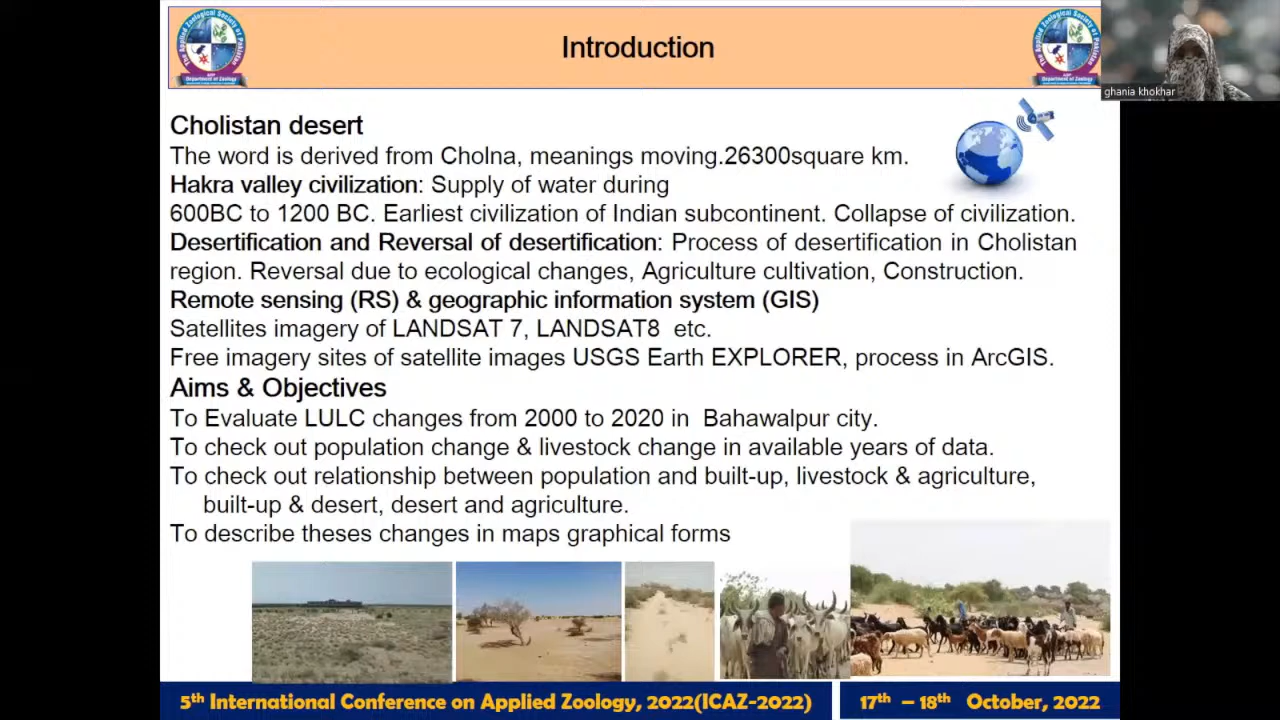 Introduction
ghania khokhar
Cholistan desert
The word is derived from Cholna, meanings moving.26300square km.
Hakra valley civilization: Supply of water during
600BC to 1200 BC. Earliest civilization of Indian subcontinent. Collapse of civilization.
Desertification and Reversal of desertification: Process of desertification in Cholistan
region. Reversal due to ecological changes, Agriculture cultivation, Construction.
Remote sensing (RS) & geographic information system (GIS)
Satellites imagery of LANDSAT 7, LANDSAT8 etc.
Free imagery sites of satellite images USGS Earth EXPLORER, process in ArcGIS.
Aims & Objectives
To Evaluate LULC changes from 2000 to 2020 in Bahawalpur city.
To check out population change & livestock change in available years of data.
To check out relationship between population and built-up, livestock & agriculture,
built-up & desert, desert and agriculture.
To describe theses changes in maps graphical forms
5th International Conference on Applied Zoology, 2022(ICAZ-2022)
17th – 18th October, 2022